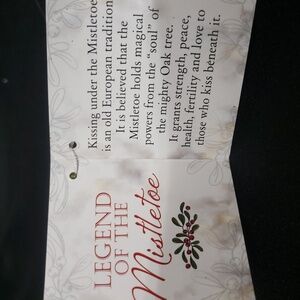 LEGEND
OF THE
Mistletoe
Kissing under the Mistletoe
is an old European tradition
It is believed that the
Mistletoe holds magical
powers from the "soul" of
the mighty Oak tree.
It grants strength, peace,
health, fertility and love to
those who kiss beneath it.